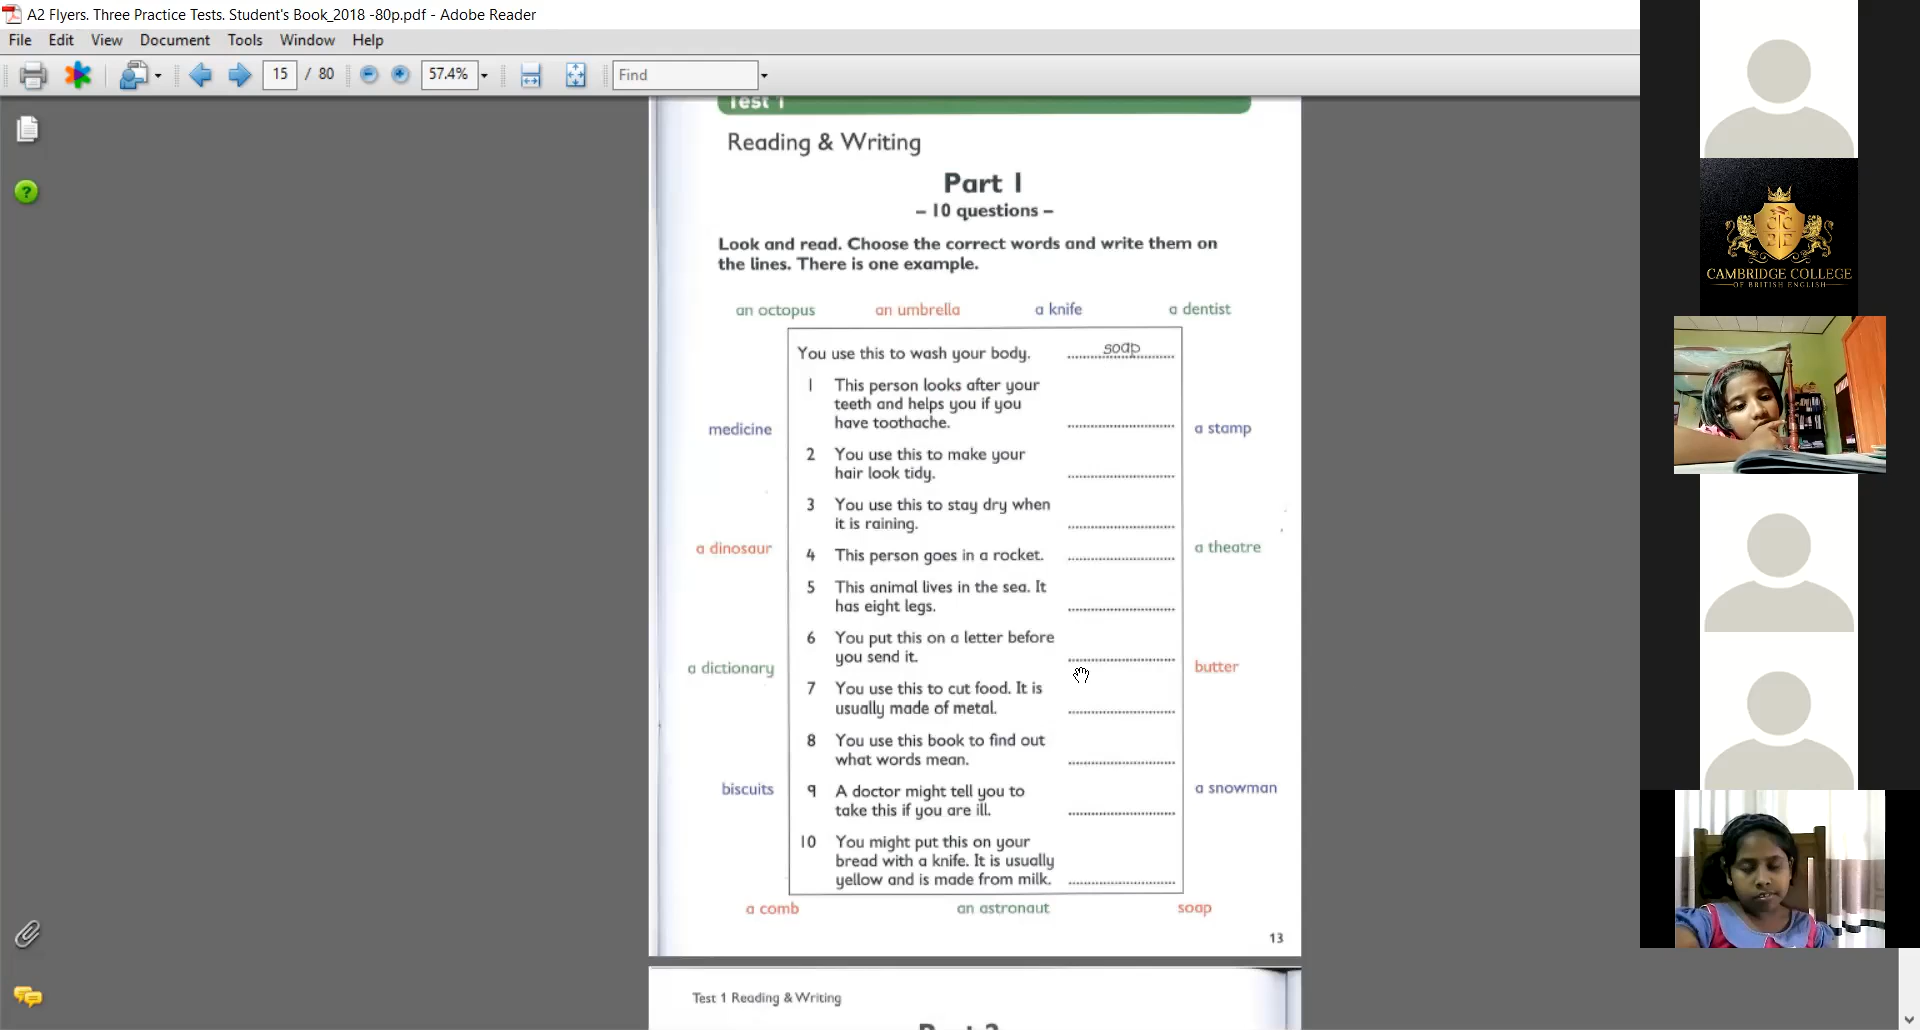 A2 Flyers. Three Practice Tests. Student's Book_2018 -80p.pdf - Adobe Reader
File Edit View Document Tools Window Help
15 / 80 57.4% Find
Test 1
Reading & Writing
Part 1
– 10 questions –
Look and read. Choose the correct words and write them on
the lines. There is one example.
an octopus an umbrella a knife a dentist
You use this to wash your body. soap
1 This person looks after your
teeth and helps you if you
have toothache.
medicine
a stamp
2 You use this to make your
hair look tidy.
3 You use this to stay dry when
it is raining.
a dinosaur
a theatre
4 This person goes in a rocket.
5 This animal lives in the sea. It
has eight legs.
6 You put this on a letter before
you send it.
a dictionary
butter
7 You use this to cut food. It is
usually made of metal.
8 You use this book to find out
what words mean.
biscuits
a snowman
9 A doctor might tell you to
take this if you are ill.
10 You might put this on your
bread with a knife. It is usually
yellow and is made from milk.
a comb an astronaut soap
13
Test 1 Reading & Writing
Part 2
CAMBRIDGE COLLEGE
OF BRITISH ENGLISH